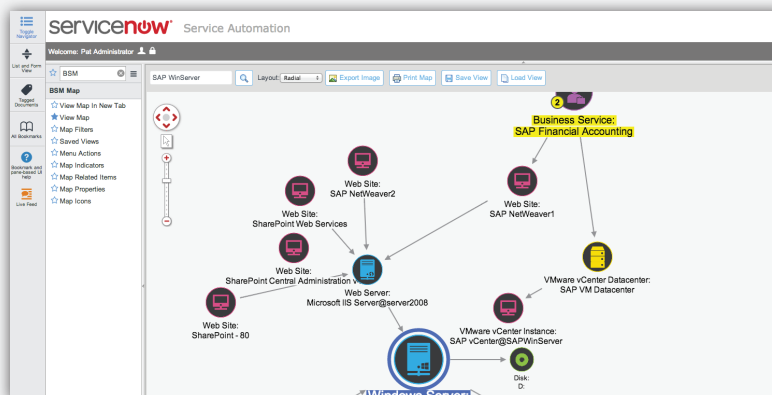 servicenow
Service Automation
Toggle
Navigator
Welcome: Pat Administrator
List and Form
View
Tagged
Documents
All Bookmarks
Bookmark and
pane-based UI
help
Live Feed
BSM
BSM Map
View Map In New Tab
View Map
Map Filters
Saved Views
Menu Actions
Map Indicators
Map Related Items
Map Properties
Map Icons
SAP WinServer
Layout: Radial
Export Image
Print Map
Save View
Load View
2
Business Service:
SAP Financial Accounting
Web Site:
SAP NetWeaver2
Web Site:
SharePoint Web Services
Web Site:
SAP NetWeaver1
Web Site:
SharePoint Central Administration v
Web Server:
Microsoft IIS Server@server2008
VMware vCenter Datacenter:
SAP VM Datacenter
Web Site:
SharePoint - 80
VMware vCenter Instance:
SAP vCenter@SAPWinServer
Disk:
D:
Windows Server: